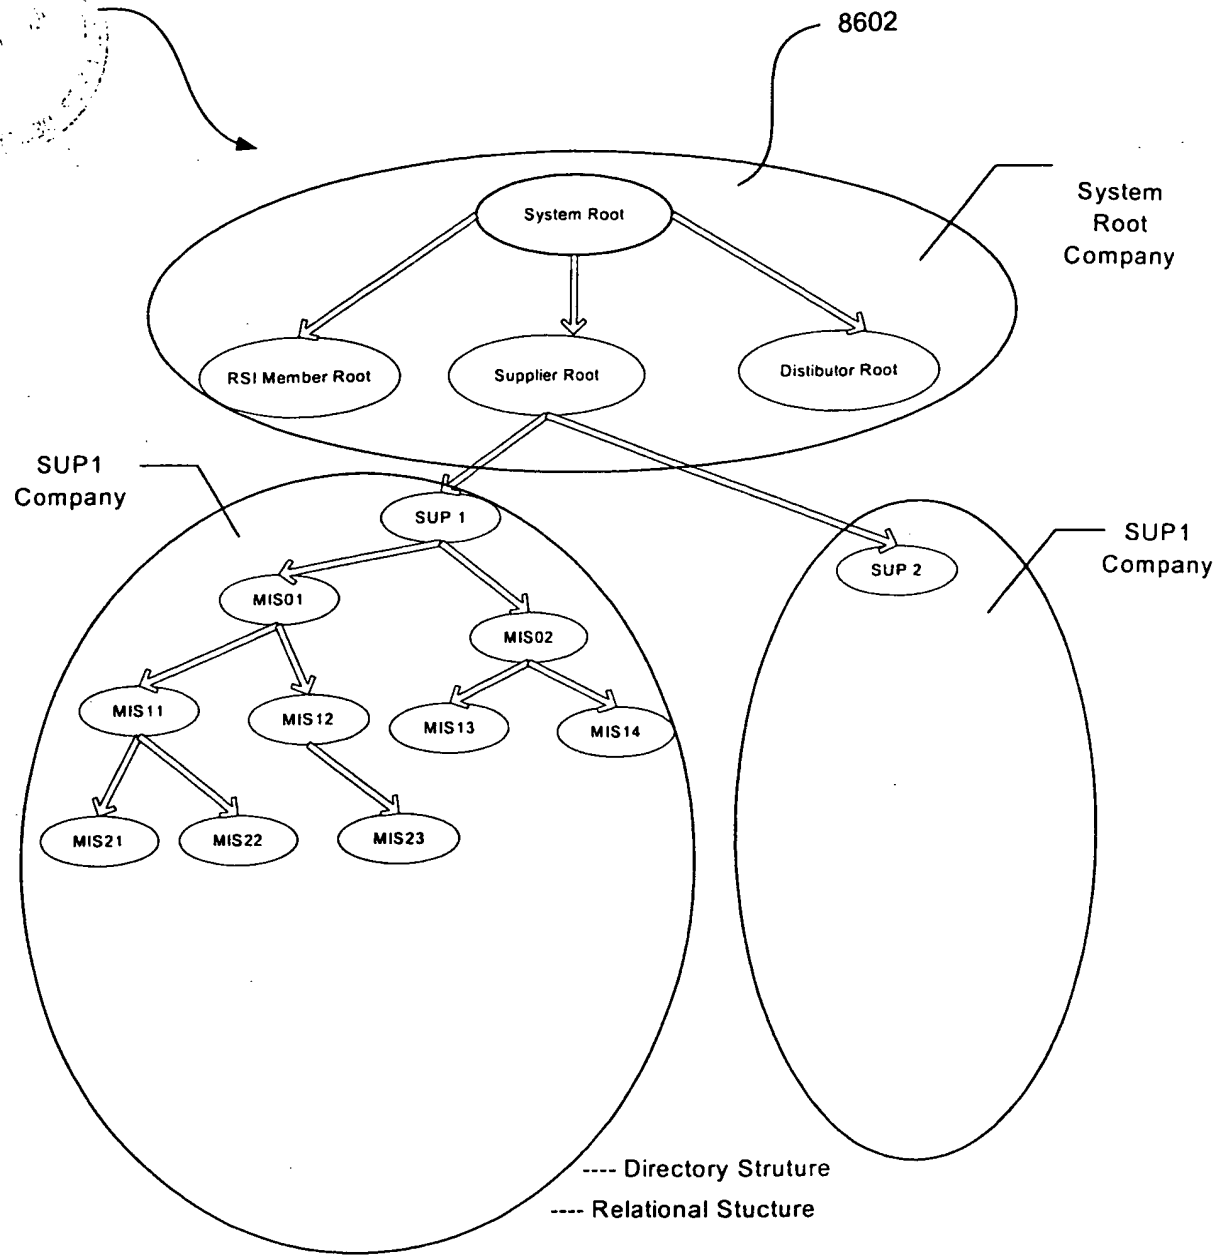 8602
System
Root
Company
System Root
RSI Member Root
Supplier Root
Distibutor Root
SUP1
Company
SUP 1
SUP1
Company
SUP 2
MIS01
MIS02
MIS11
MIS12
MIS13
MIS14
MIS21
MIS22
MIS23
---- Directory Struture
---- Relational Stucture